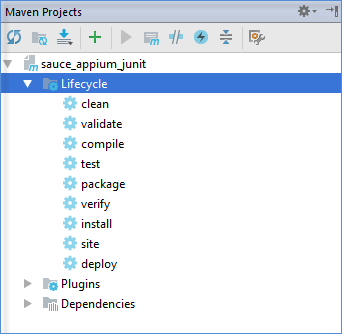 Maven Projects
sauce_appium_junit
Lifecycle
clean
validate
compile
test
package
verify
install
site
deploy
Plugins
Dependencies